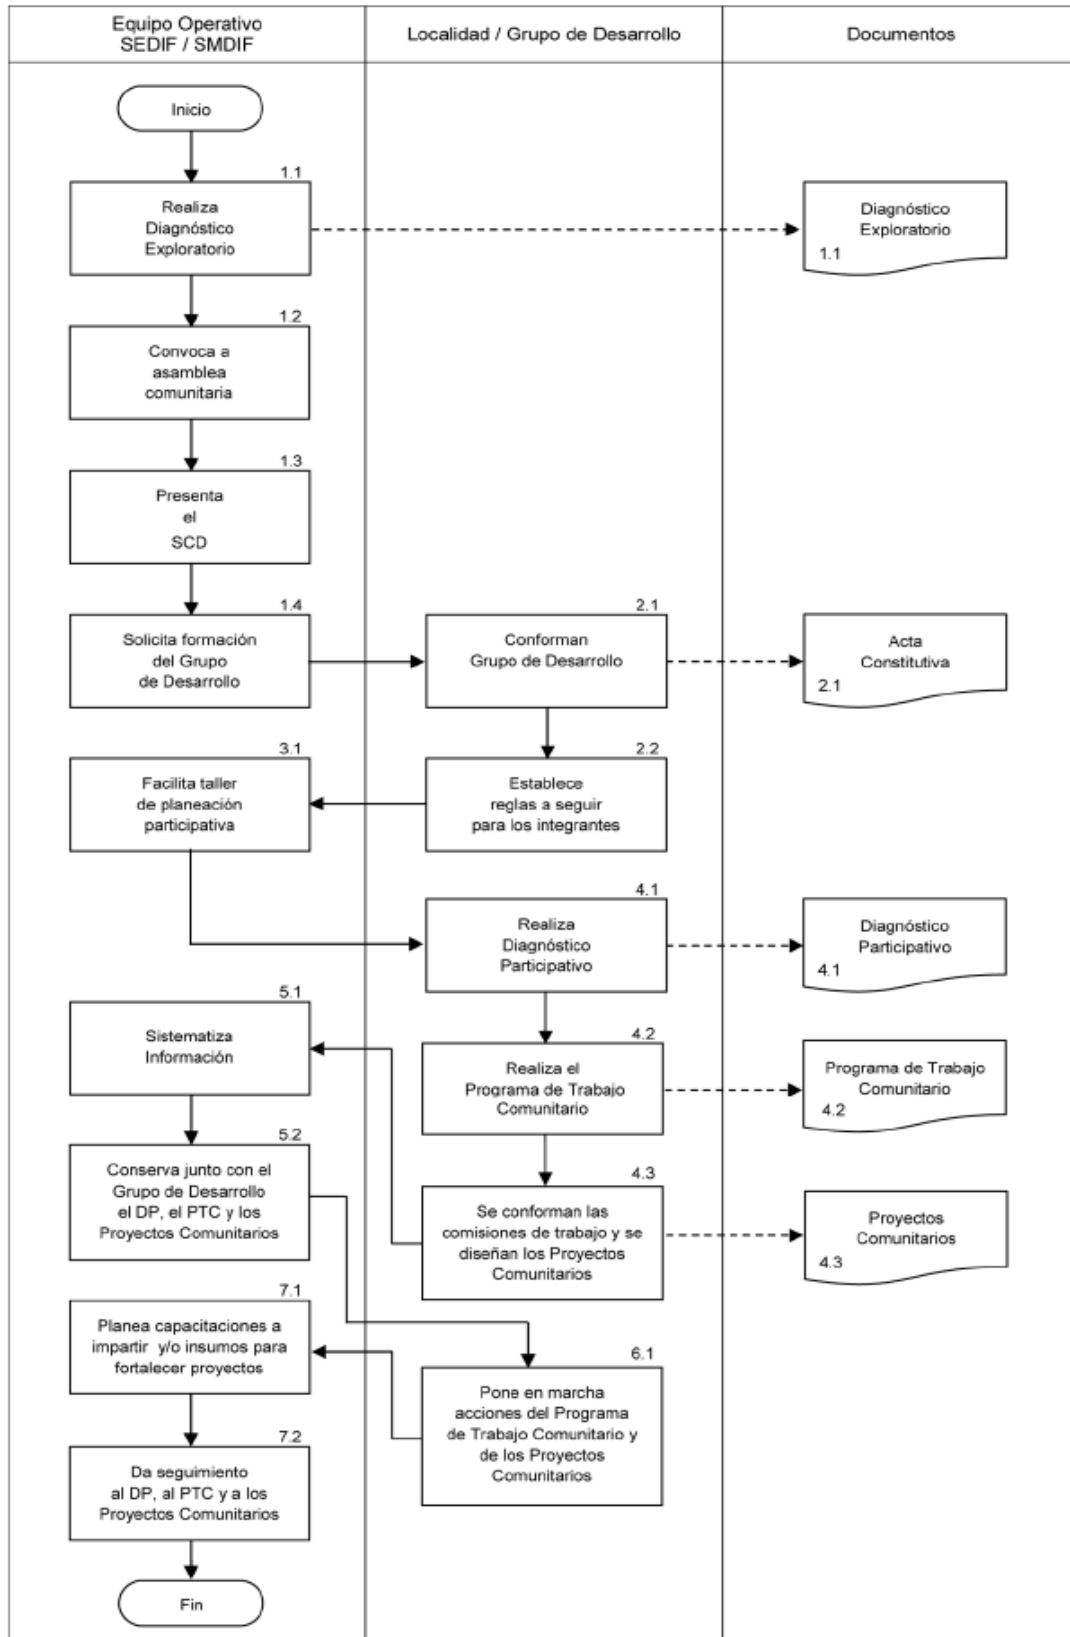 Equipo Operativo
SEDIF / SMDIF
Localidad / Grupo de Desarrollo
Documentos
Inicio
1.1
Realiza
Diagnóstico
Exploratorio
Diagnóstico
Exploratorio
1.1
1.2
Convoca a
asamblea
comunitaria
1.3
Presenta
el
SCD
1.4
Solicita formación
del Grupo
de Desarrollo
2.1
Conforman
Grupo de Desarrollo
Acta
Constitutiva
2.1
3.1
Facilita taller
de planeación
participativa
2.2
Establece
reglas a seguir
para los integrantes
4.1
Realiza
Diagnóstico
Participativo
Diagnóstico
Participativo
4.1
5.1
Sistematiza
Información
4.2
Realiza el
Programa de Trabajo
Comunitario
Programa de Trabajo
Comunitario
4.2
5.2
Conserva junto con el
Grupo de Desarrollo
el DP, el PTC y los
Proyectos Comunitarios
4.3
Se conforman las
comisiones de trabajo y se
diseñan los Proyectos
Comunitarios
Proyectos
Comunitarios
4.3
7.1
Planea capacitaciones a
impartir y/o insumos para
fortalecer proyectos
6.1
Pone en marcha
acciones del Programa
de Trabajo Comunitario y
de los Proyectos
Comunitarios
7.2
Da seguimiento
al DP, al PTC y a los
Proyectos Comunitarios
Fin